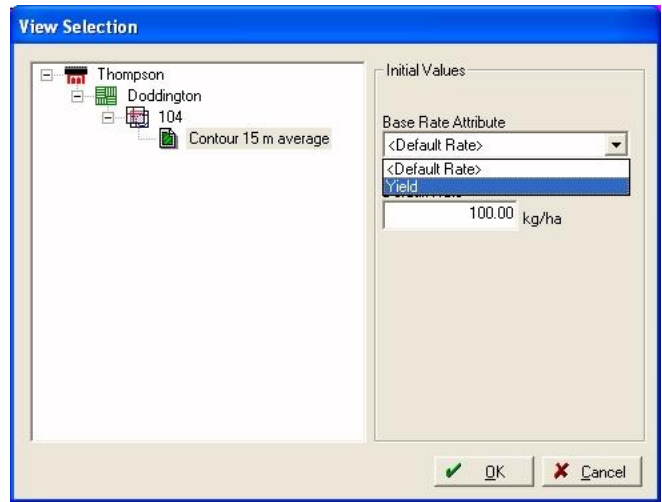 View Selection
Thompson
Doddington
104
Contour 15 m average
Initial Values
Base Rate Attribute
<Default Rate>
<Default Rate>
Yield
100.00 kg/ha
OK
Cancel